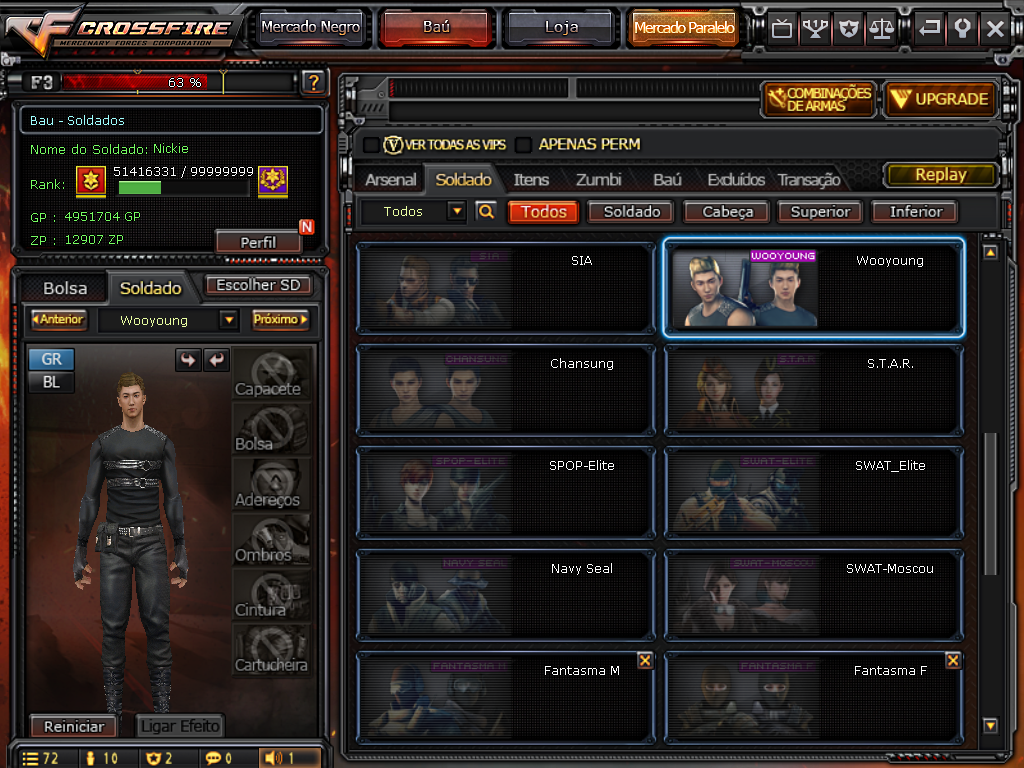 CROSSFIRE
MERCENARY FORCES CORPORATION
Mercado Negro
Baú
Loja
Mercado Paralelo
F3
63 %
?
Bau - Soldados
Nome do Soldado: Nickie
Rank:
51416331 / 99999999
GP : 4951704 GP
ZP : 12907 ZP
N
Perfil
Bolsa
Soldado
Escolher SD
Anterior
Wooyoung
Próximo
GR
BL
Capacete
Bolsa
Adereços
Ombros
Cintura
Cartucheira
Reiniciar
Ligar Efeito
72
10
2
0
1
COMBINAÇÕES
DE ARMAS
UPGRADE
V VER TODAS AS VIPS
APENAS PERM
Arsenal
Soldado
Itens
Zumbi
Baú
Excluídos
Transação
Replay
Todos
Todos
Soldado
Cabeça
Superior
Inferior
SIA
SIA
WOOYOUNG
Wooyoung
CHANSUNG
Chansung
S.T.A.R.
S.T.A.R.
SPOP-ELITE
SPOP-Elite
SWAT-ELITE
SWAT_Elite
NAVY SEAL
Navy Seal
SWAT-MOSCOU
SWAT-Moscou
FANTASMA M
Fantasma M
FANTASMA F
Fantasma F